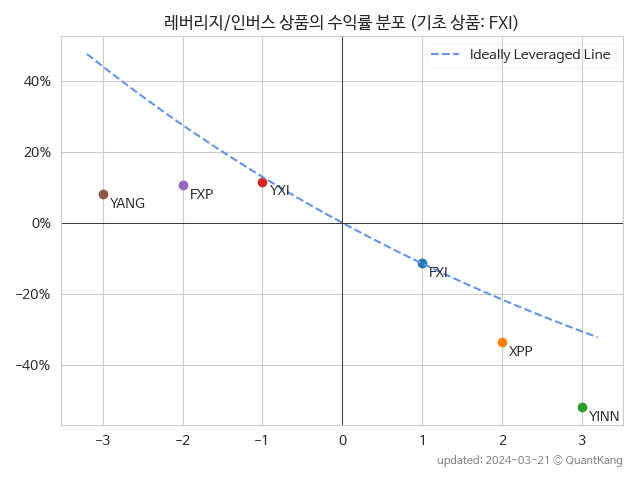 레버리지/인버스 상품의 수익률 분포 (기초 상품: FXI)
Ideally Leveraged Line
40%
20%
0%
−20%
−40%
YANG
FXP
YXI
FXI
XPP
YINN
−3
−2
−1
0
1
2
3
updated: 2024-03-21 © QuantKang